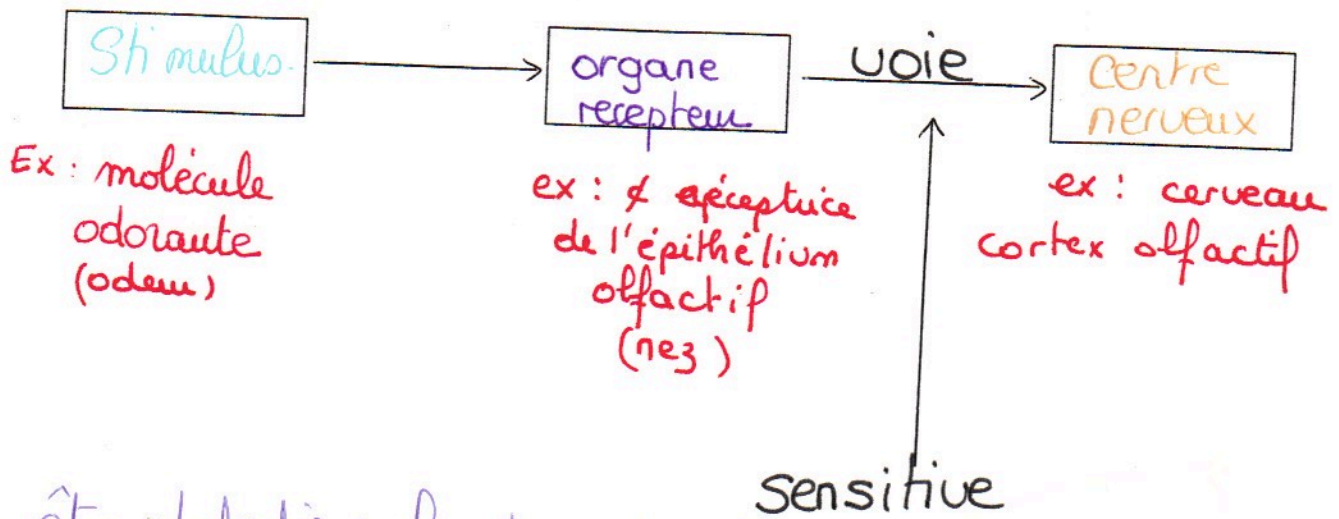 Stimulus.
organe
recepteur
voie
centre
nerveux
Ex : molécule
odorante
(odeur)
ex : ¢ réceptrice
de l'épithélium
olfactif
(nez)
ex : cerveau
cortex olfactif
sensitive